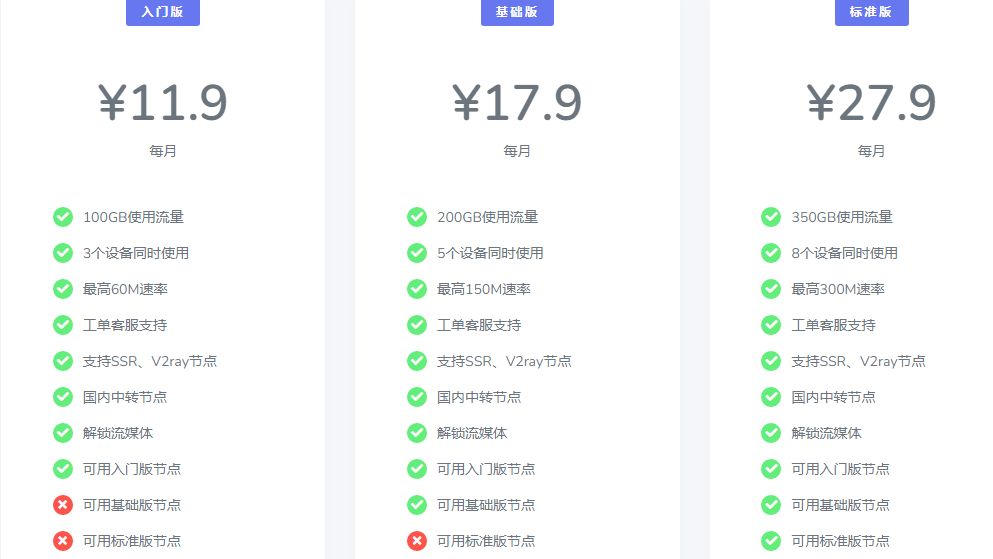 入门版
¥11.9
每月
100GB使用流量
3个设备同时使用
最高60M速率
工单客服支持
支持SSR、V2ray节点
国内中转节点
解锁流媒体
可用入门版节点
可用基础版节点
可用标准版节点
基础版
¥17.9
每月
200GB使用流量
5个设备同时使用
最高150M速率
工单客服支持
支持SSR、V2ray节点
国内中转节点
解锁流媒体
可用入门版节点
可用基础版节点
可用标准版节点
标准版
¥27.9
每月
350GB使用流量
8个设备同时使用
最高300M速率
工单客服支持
支持SSR、V2ray节点
国内中转节点
解锁流媒体
可用入门版节点
可用基础版节点
可用标准版节点